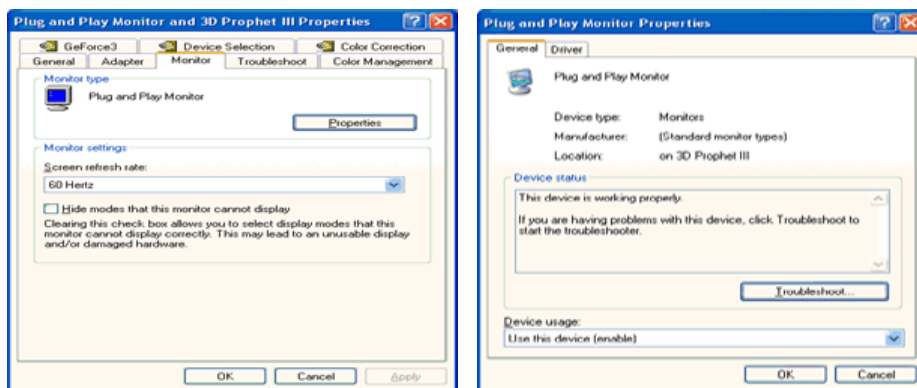 Plug and Play Monitor and 3D Prophet III Properties
GeForce3 Device Selection Color Correction
General Adapter Monitor Troubleshoot Color Management
Monitor type
Plug and Play Monitor
Properties
Monitor settings
Screen refresh rate:
60 Hertz
Hide modes that this monitor cannot display
Clearing this check box allows you to select display modes that this
monitor cannot display correctly. This may lead to an unusable display
and/or damaged hardware.
OK Cancel Apply
Plug and Play Monitor Properties
General Driver
Plug and Play Monitor
Device type: Monitors
Manufacturer: (Standard monitor types)
Location: on 3D Prophet III
Device status
This device is working properly.
If you are having problems with this device, click Troubleshoot to
start the troubleshooter.
Troubleshoot...
Device usage:
Use this device (enable)
OK Cancel